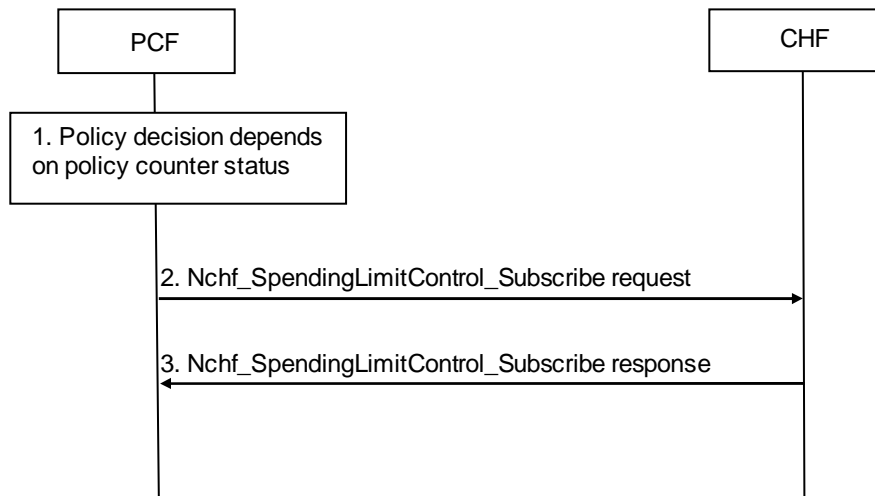 PCF
CHF
1. Policy decision depends
on policy counter status
2. Nchf_SpendingLimitControl_Subscribe request
3. Nchf_SpendingLimitControl_Subscribe response